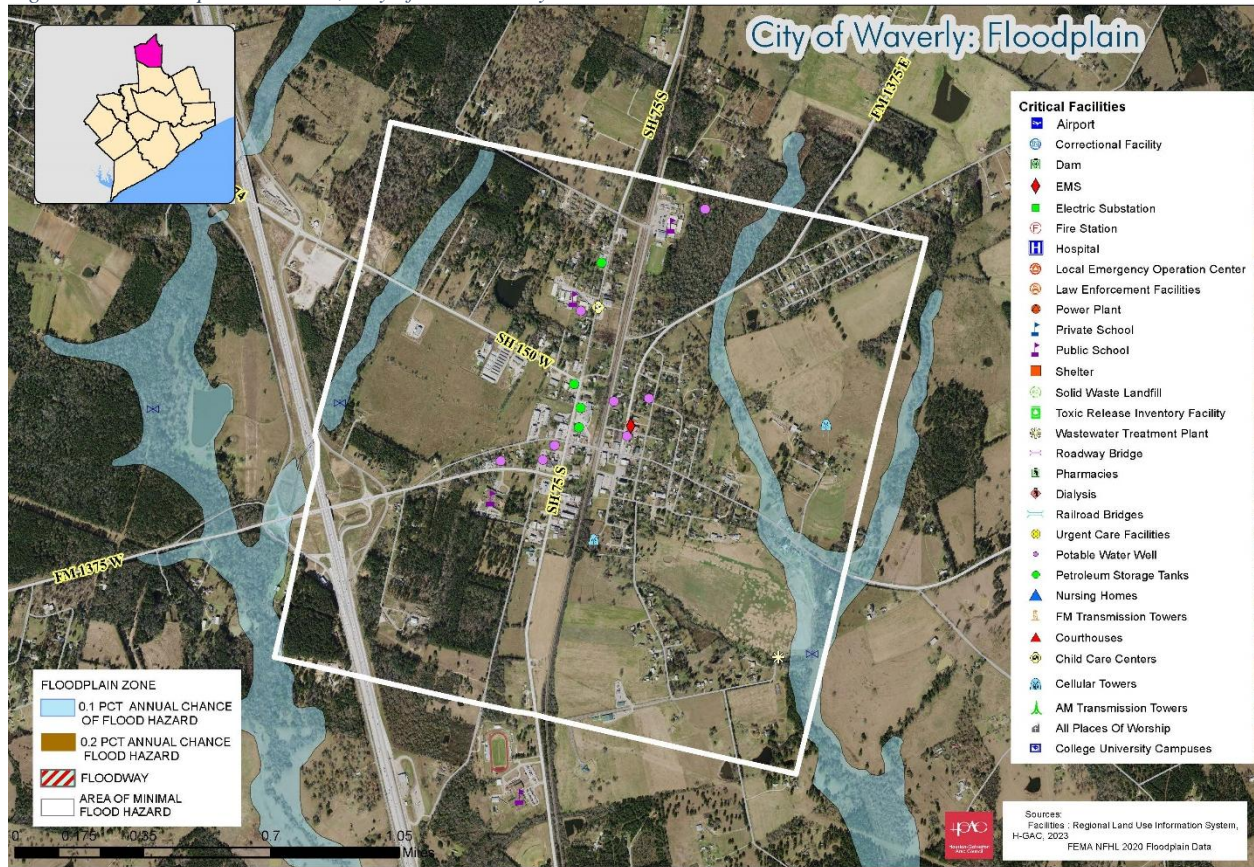 City of Waverly: Floodplain
SH 75 S
FM-1375 E
SH-150 W
SH-75 S
FM-1375 W
Critical Facilities
Airport
Correctional Facility
Dam
EMS
Electric Substation
Fire Station
Hospital
Local Emergency Operation Center
Law Enforcement Facilities
Power Plant
Private School
Public School
Shelter
Solid Waste Landfill
Toxic Release Inventory Facility
Wastewater Treatment Plant
Roadway Bridge
Pharmacies
Dialysis
Railroad Bridges
Urgent Care Facilities
Potable Water Well
Petroleum Storage Tanks
Nursing Homes
FM Transmission Towers
Courthouses
Child Care Centers
Cellular Towers
AM Transmission Towers
All Places Of Worship
College University Campuses
FLOODPLAIN ZONE
0.1 PCT ANNUAL CHANCE
OF FLOOD HAZARD
0.2 PCT ANNUAL CHANCE
FLOOD HAZARD
FLOODWAY
AREA OF MINIMAL
FLOOD HAZARD
0 0.175 0.35 0.7 1.05
Miles
Sources:
Facilities : Regional Land Use Information System,
H-GAC, 2023
FEMA NFHL 2020 Floodplain Data